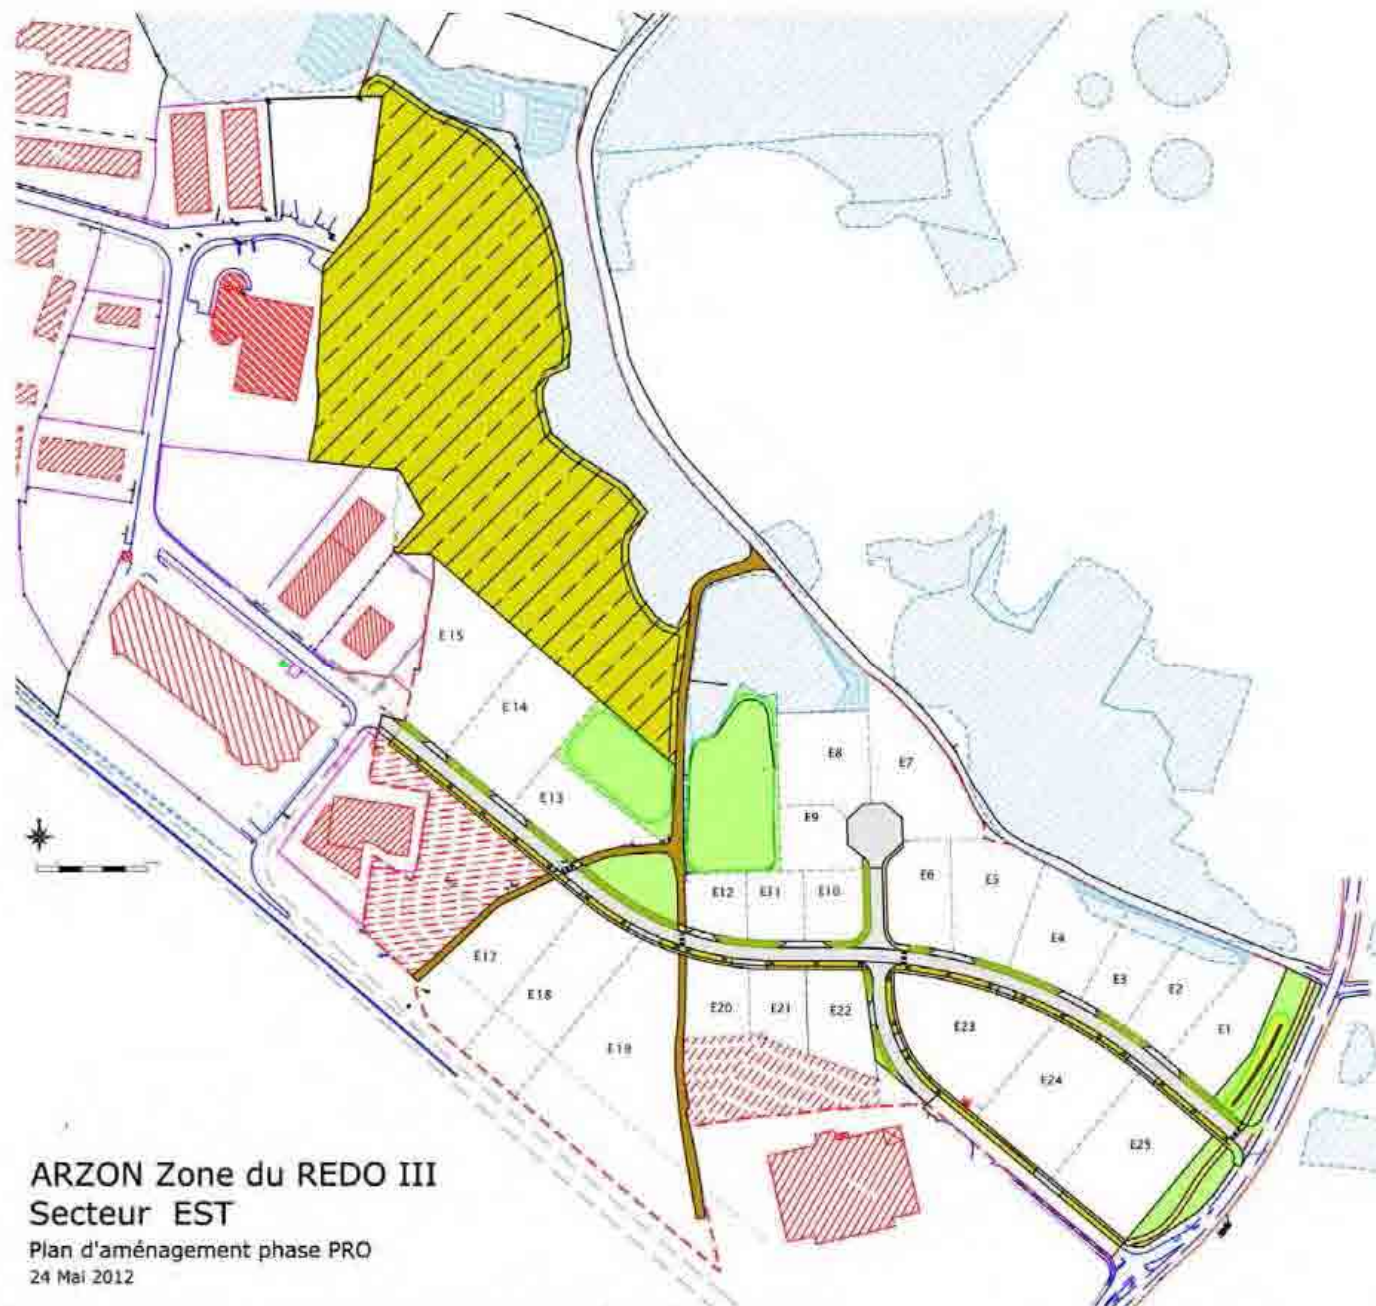 E15
E14
E8
E7
E13
E9
E6
E5
E12
E11
E10
E4
E17
E3
E18
E2
E20
E21
E22
E23
E1
E19
E24
E25
ARZON Zone du REDO III
Secteur EST
Plan d'aménagement phase PRO
24 Mai 2012